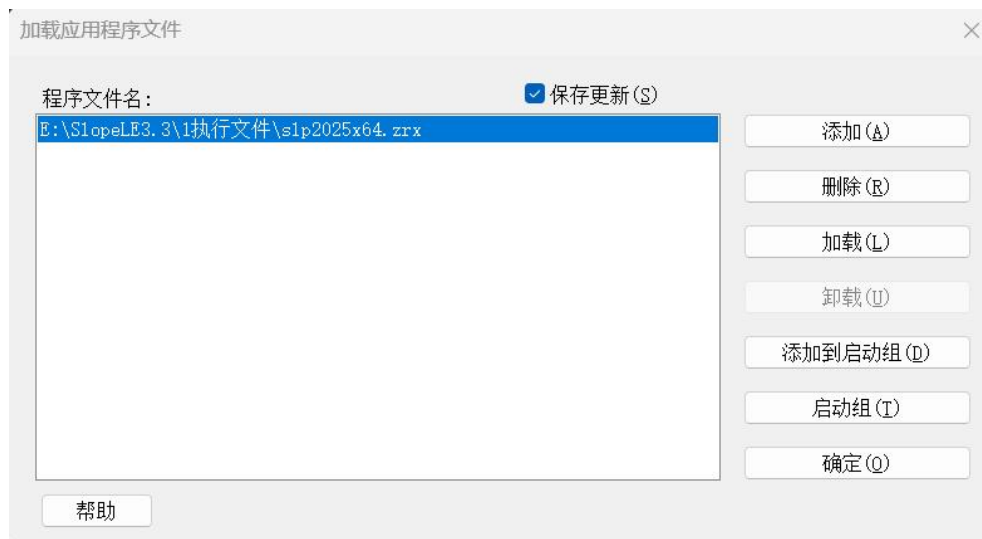 加载应用程序文件
程序文件名:
保存更新(S)
E:\SlopeLE3.3\1执行文件\slp2025x64.zrx
添加(A)
删除(R)
加载(L)
卸载(U)
添加到启动组(D)
启动组(T)
确定(O)
帮助